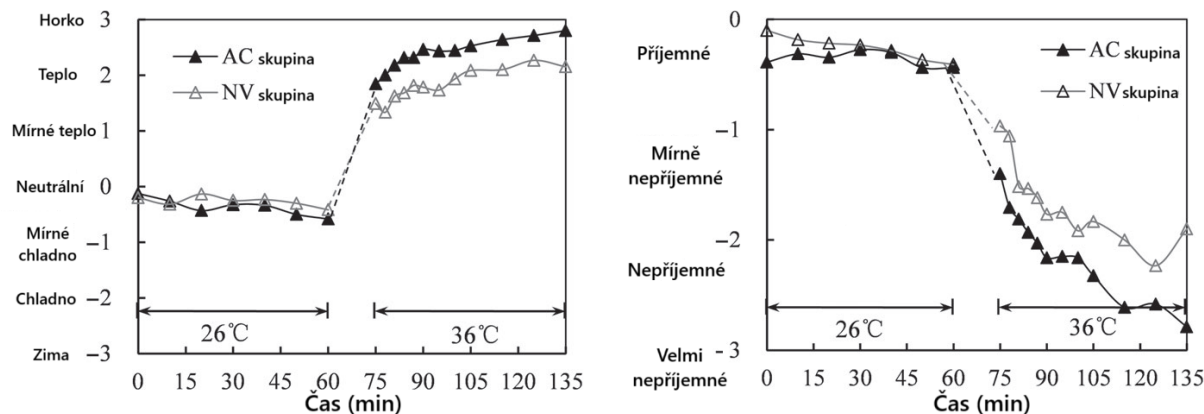 Horko
Teplo
Mírné teplo
Neutrální
Mírné
chladno
Chladno
Zima
3
2
1
0
−1
−2
−3
AC skupina
NV skupina
26℃
36℃
0 15 30 45 60 75 90 105 120 135
Čas (min)
Příjemné
Mírně
nepříjemné
Nepříjemné
Velmi
nepříjemné
−0
−1
−2
−3
AC skupina
NV skupina
26℃
36℃
0 15 30 45 60 75 90 105 120 135
Čas (min)